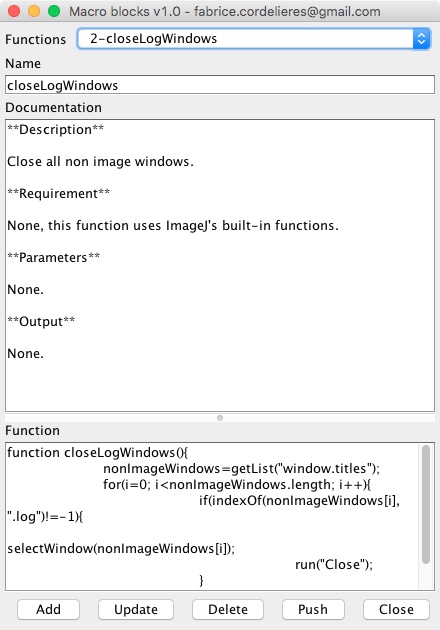 Macro blocks v1.0 - fabrice.cordelieres@gmail.com
Functions 2-closeLogWindows
Name
closeLogWindows
Documentation
**Description**
Close all non image windows.
**Requirement**
None, this function uses ImageJ's built-in functions.
**Parameters**
None.
**Output**
None.
Function
function closeLogWindows(){
nonImageWindows=getList("window.titles");
for(i=0; i<nonImageWindows.length; i++){
if(indexOf(nonImageWindows[i],
".log")!=-1){
selectWindow(nonImageWindows[i]);
run("Close");
}
Add Update Delete Push Close